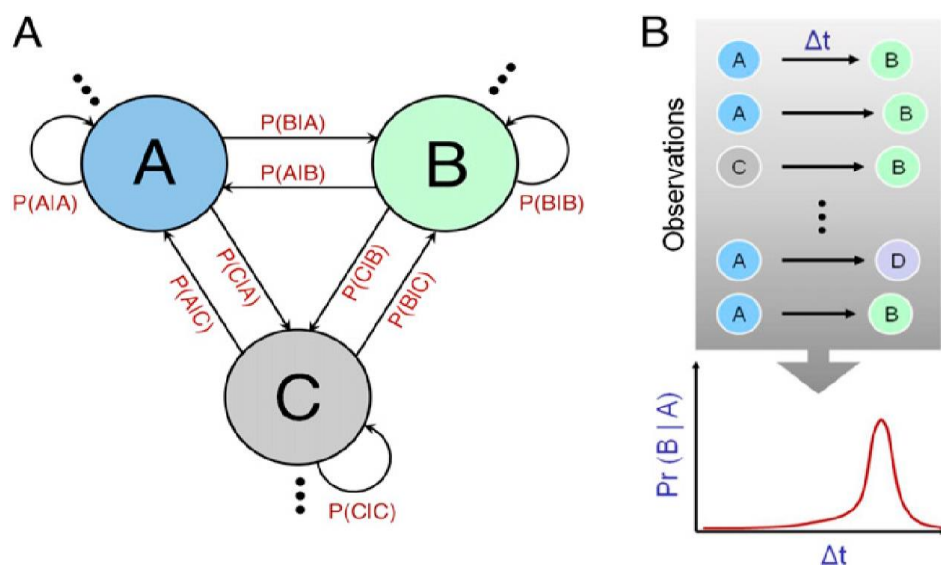 A
A
B
C
P(B|A)
P(A|B)
P(A|A)
P(B|B)
P(C|A)
P(A|C)
P(C|B)
P(B|C)
P(C|C)
B
Observations
Δt
A B
A B
C B
A D
A B
Pr (B | A)
Δt